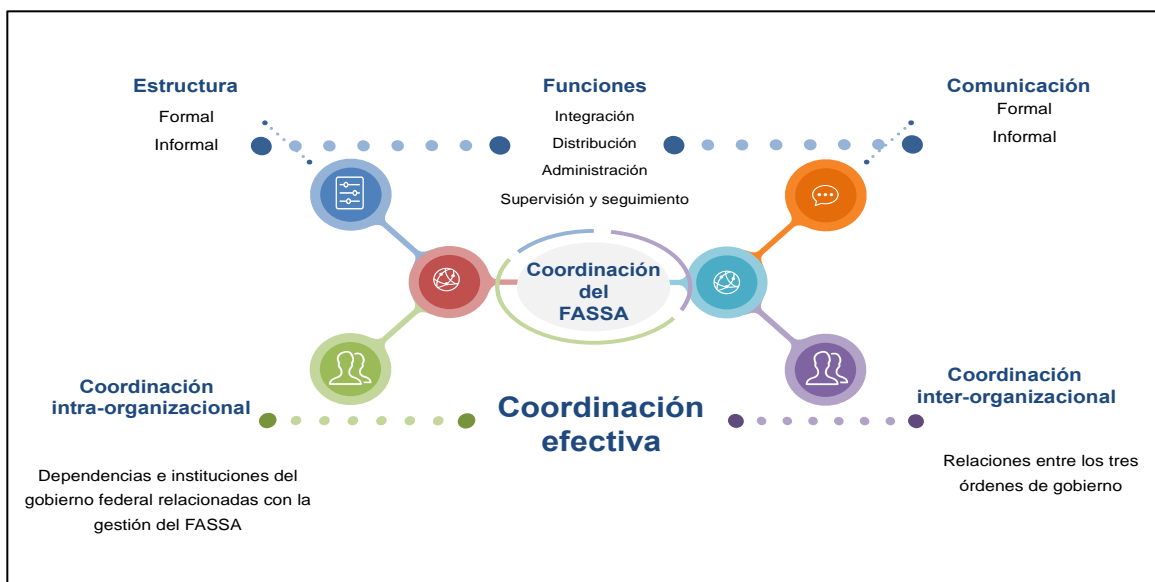 Estructura
Formal
Informal
Funciones
Integración
Distribución
Administración
Supervisión y seguimiento
Comunicación
Formal
Informal
Coordinación
del
FASSA
Coordinación
intra-organizacional
Dependencias e instituciones del
gobierno federal relacionadas con la
gestión del FASSA
Coordinación
efectiva
Coordinación
inter-organizacional
Relaciones entre los tres
órdenes de gobierno